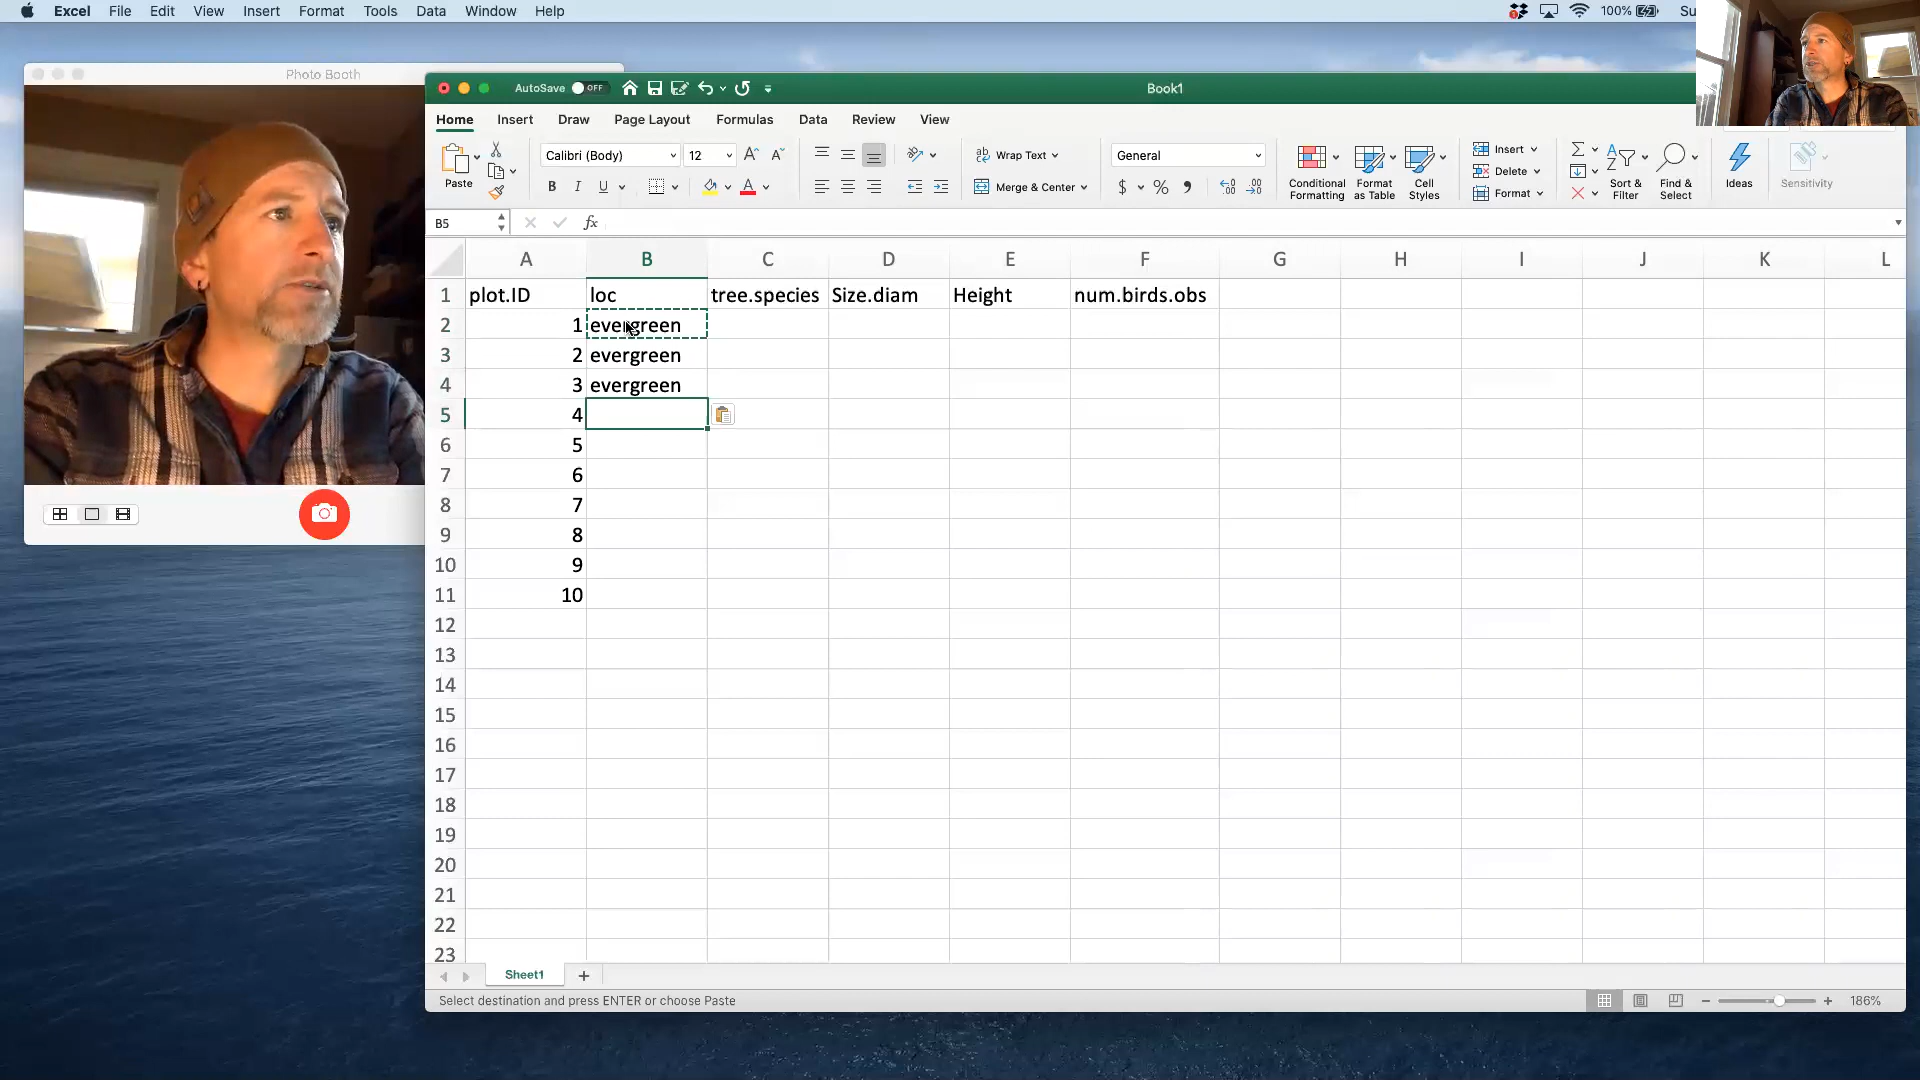 Excel File Edit View Insert Format Tools Data Window Help 100% Su
Photo Booth
AutoSave OFF Book1
Home Insert Draw Page Layout Formulas Data Review View
Paste Calibri (Body) 12 Wrap Text General Insert
B I U Merge & Center $ % Delete
Conditional Formatting Format as Table Cell Styles Format Sort & Filter Find & Select Ideas Sensitivity
B5 fx
A B C D E F G H I J K L
1 plot.ID loc tree.species Size.diam Height num.birds.obs
2 1 evergreen
3 2 evergreen
4 3 evergreen
5 4
6 5
7 6
8 7
9 8
10 9
11 10
12
13
14
15
16
17
18
19
20
21
22
23
Sheet1 +
Select destination and press ENTER or choose Paste 186%